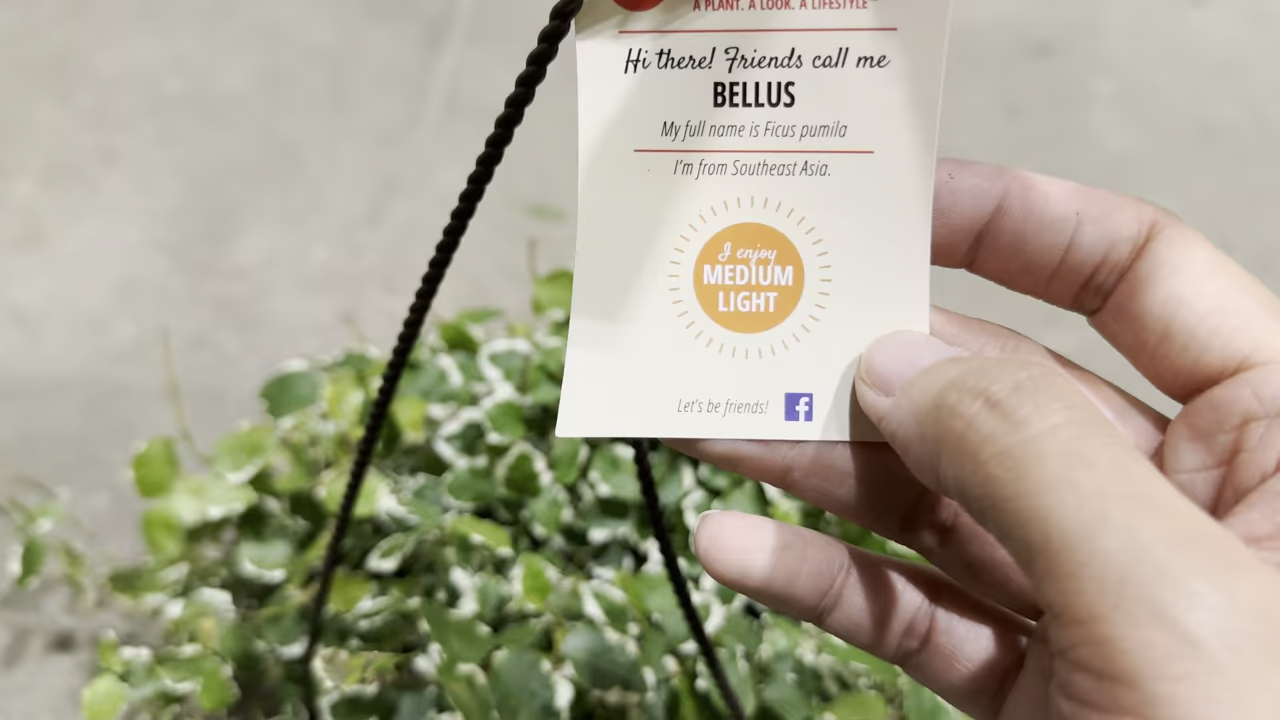 A PLANT. A LOOK. A LIFESTYLE
Hi there! Friends call me
BELLUS
My full name is Ficus pumila
I'm from Southeast Asia.
I enjoy
MEDIUM
LIGHT
Let's be friends! f